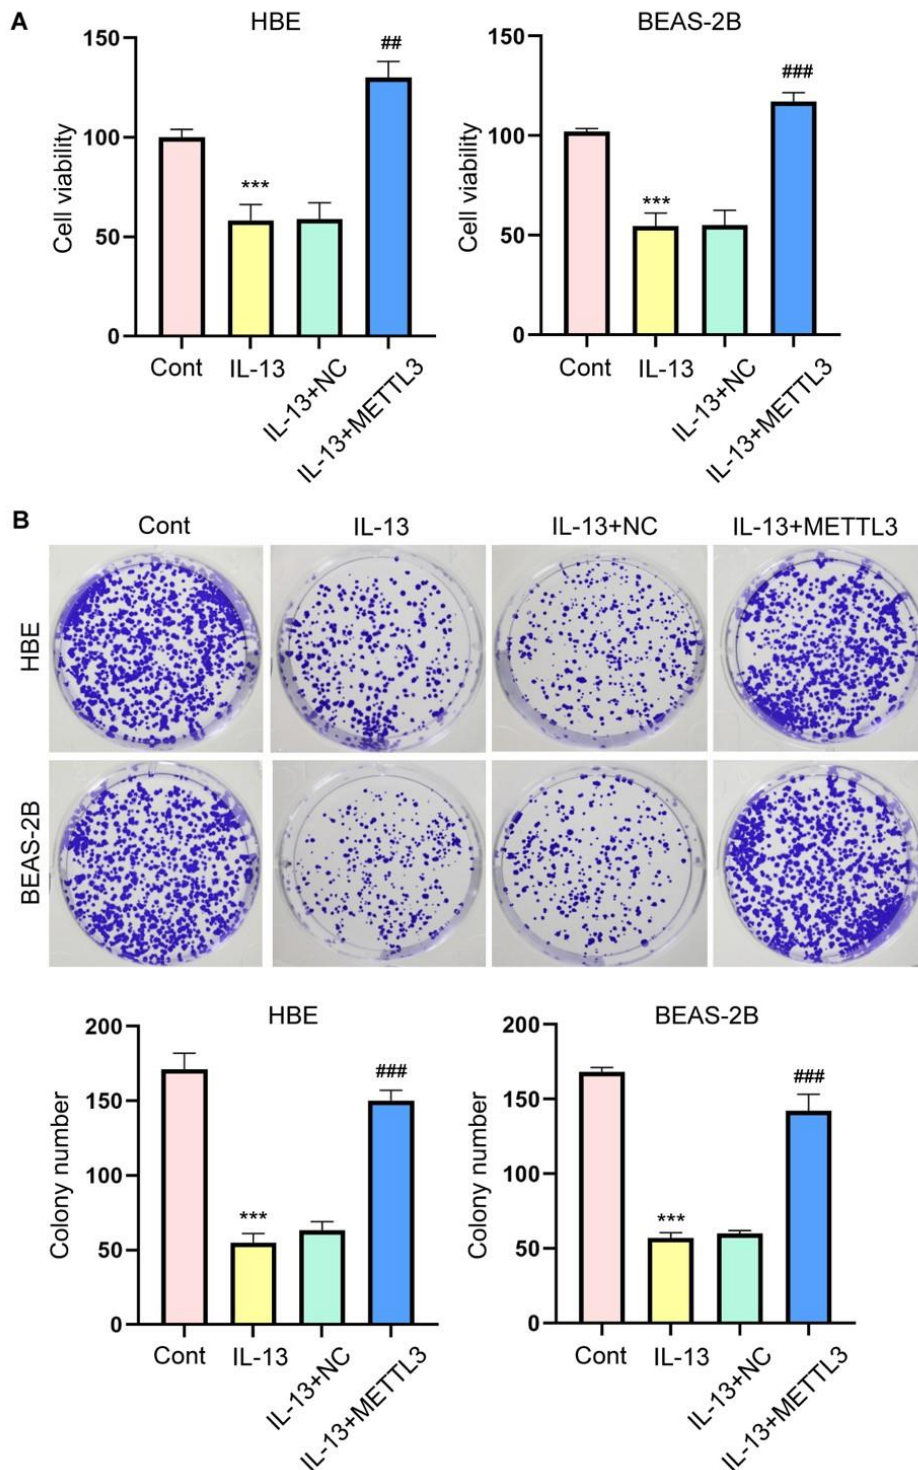 A
HBE
BEAS-2B
150
100
50
0
Cell viability
***
##
Cont
IL-13
IL-13+NC
IL-13+METTL3
150
100
50
0
Cell viability
***
###
Cont
IL-13
IL-13+NC
IL-13+METTL3
B
Cont
IL-13
IL-13+NC
IL-13+METTL3
HBE
BEAS-2B
HBE
BEAS-2B
200
150
100
50
0
Colony number
***
###
Cont
IL-13
IL-13+NC
IL-13+METTL3
200
150
100
50
0
Colony number
***
###
Cont
IL-13
IL-13+NC
IL-13+METTL3